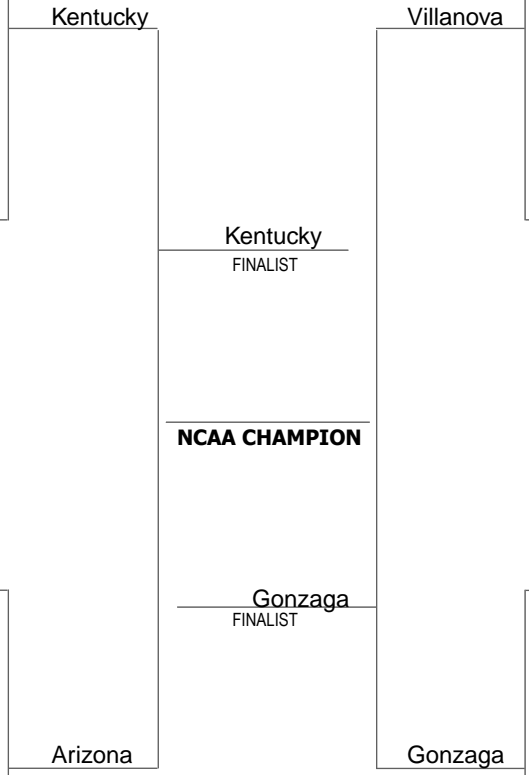 Kentucky
Villanova
Kentucky
FINALIST
NCAA CHAMPION
Gonzaga
FINALIST
Arizona
Gonzaga